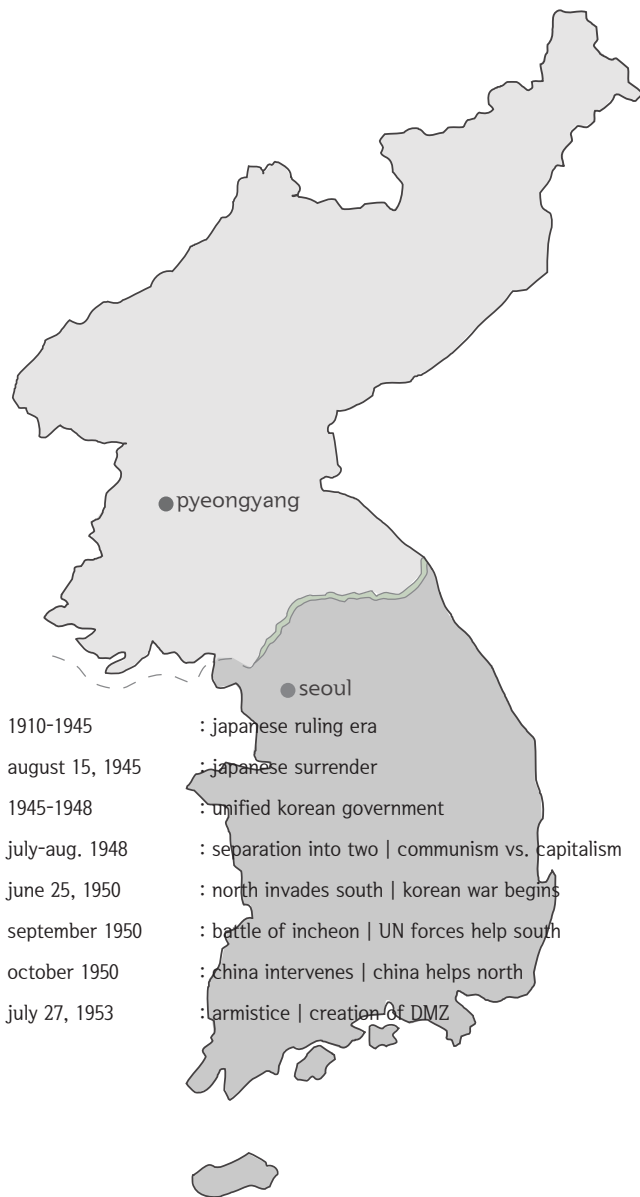 pyeongyang
seoul
1910-1945 : japanese ruling era
august 15, 1945 : japanese surrender
1945-1948 : unified korean government
july-aug. 1948 : separation into two | communism vs. capitalism
june 25, 1950 : north invades south | korean war begins
september 1950 : battle of incheon | UN forces help south
october 1950 : china intervenes | china helps north
july 27, 1953 : armistice | creation of DMZ